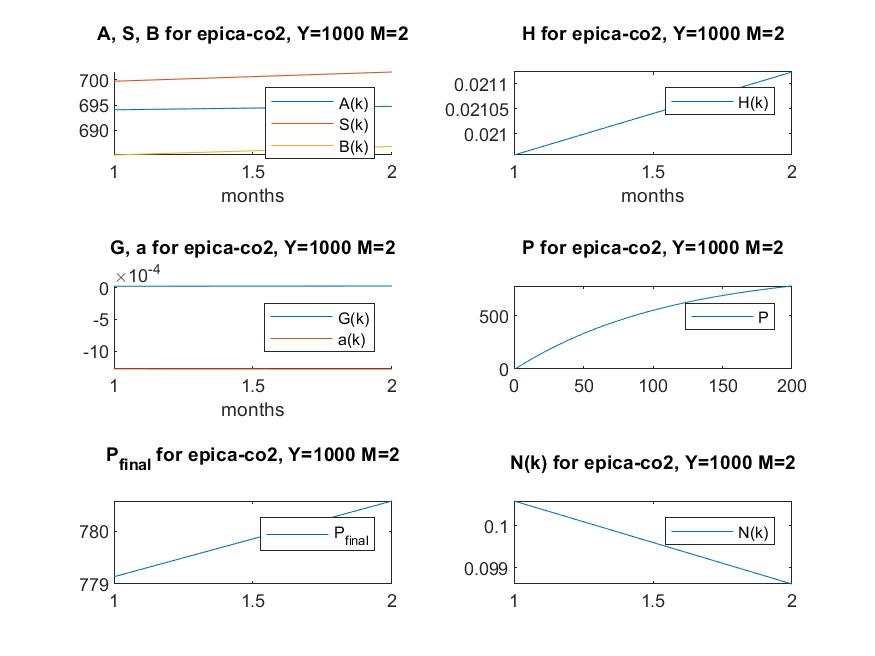 A, S, B for epica-co2, Y=1000 M=2
700
695
690
A(k)
S(k)
B(k)
1 1.5 2
months
H for epica-co2, Y=1000 M=2
0.0211
0.02105
0.021
H(k)
1 1.5 2
months
G, a for epica-co2, Y=1000 M=2
×10-4
0
-5
-10
G(k)
a(k)
1 1.5 2
months
P for epica-co2, Y=1000 M=2
500
0
P
0 50 100 150 200
Pfinal for epica-co2, Y=1000 M=2
780
779
Pfinal
1 1.5 2
N(k) for epica-co2, Y=1000 M=2
0.1
0.099
N(k)
1 1.5 2